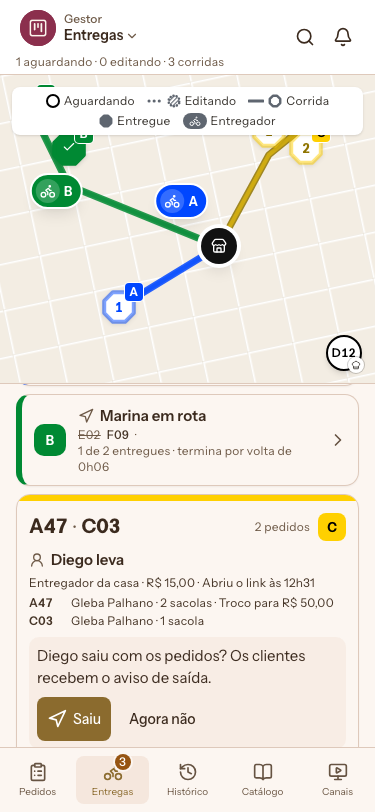 Gestor
Entregas
1 aguardando · 0 editando · 3 corridas
Aguardando Editando Corrida
Entregue Entregador
B
2
B
A
A
1
D12
Marina em rota
B
E02 F09 ·
1 de 2 entregues · termina por volta de
0h06
A47 · C03
2 pedidos C
Diego leva
Entregador da casa · R$ 15,00 · Abriu o link às 12h31
A47 Gleba Palhano · 2 sacolas · Troco para R$ 50,00
C03 Gleba Palhano · 1 sacola
Diego saiu com os pedidos? Os clientes
recebem o aviso de saída.
Saiu Agora não
3
Pedidos Entregas Histórico Catálogo Canais